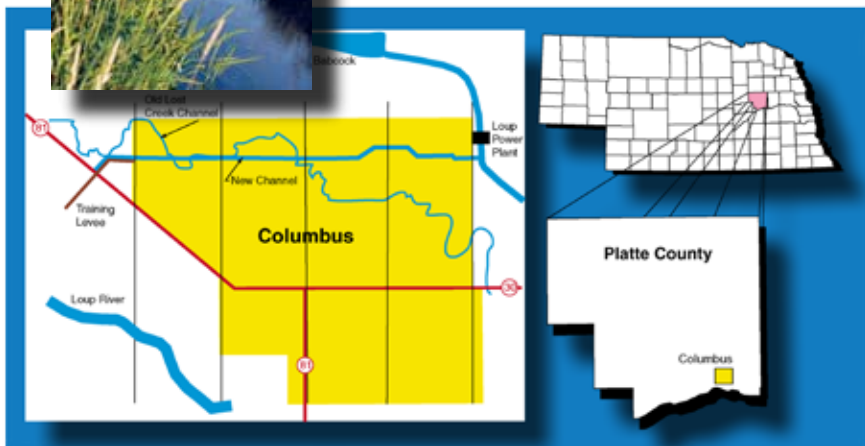 Babcock
Old Lost
Creek Channel
81
Loup
Power
Plant
New Channel
Training
Levee
Columbus
Platte County
30
Loup River
Columbus
81